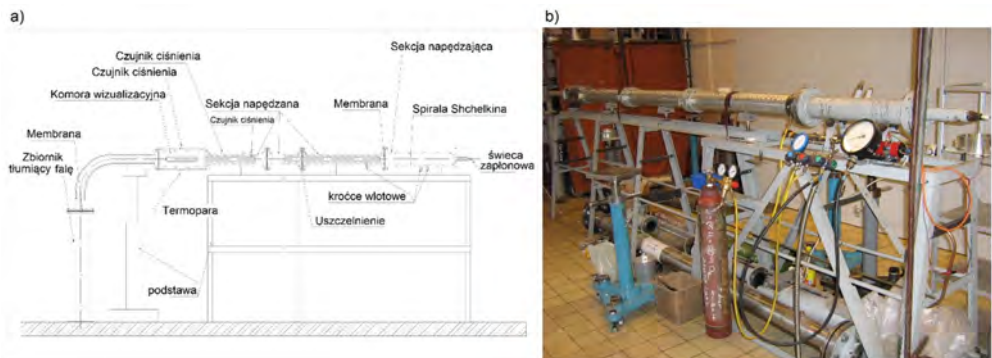 a)
Czujnik ciśnienia
Czujnik ciśnienia
Komora wizualizacyjna
Membrana
Zbiornik
tłumiący falę
Sekcja napędzana
Czujnik ciśnienia
Membrana
Sekcja napędzająca
Spirala Shchelkina
świeca
zapłonowa
króćce wlotowe
Uszczelnienie
Termopara
podstawa
b)